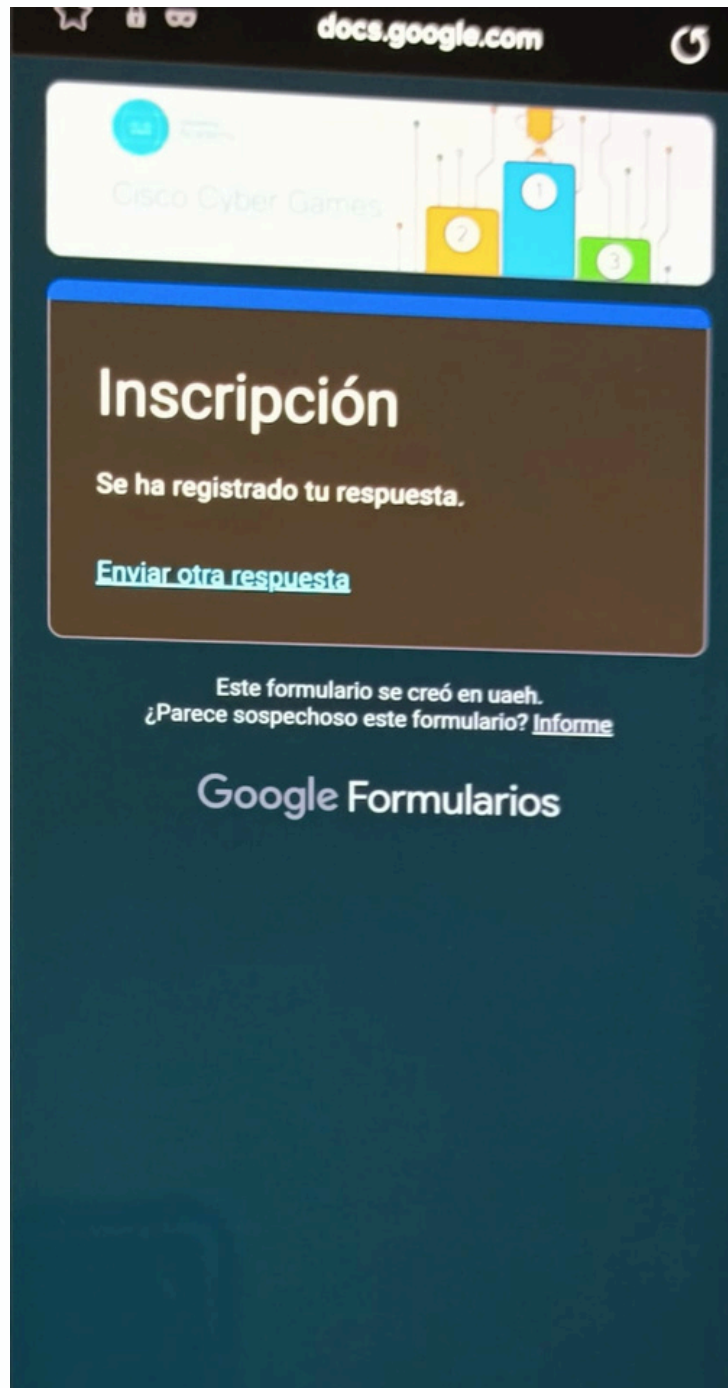 docs.google.com
Cisco Cyber Games
2
1
3
Inscripción
Se ha registrado tu respuesta.
Enviar otra respuesta
Este formulario se creó en uaeh.
¿Parece sospechoso este formulario? Informe
Google Formularios